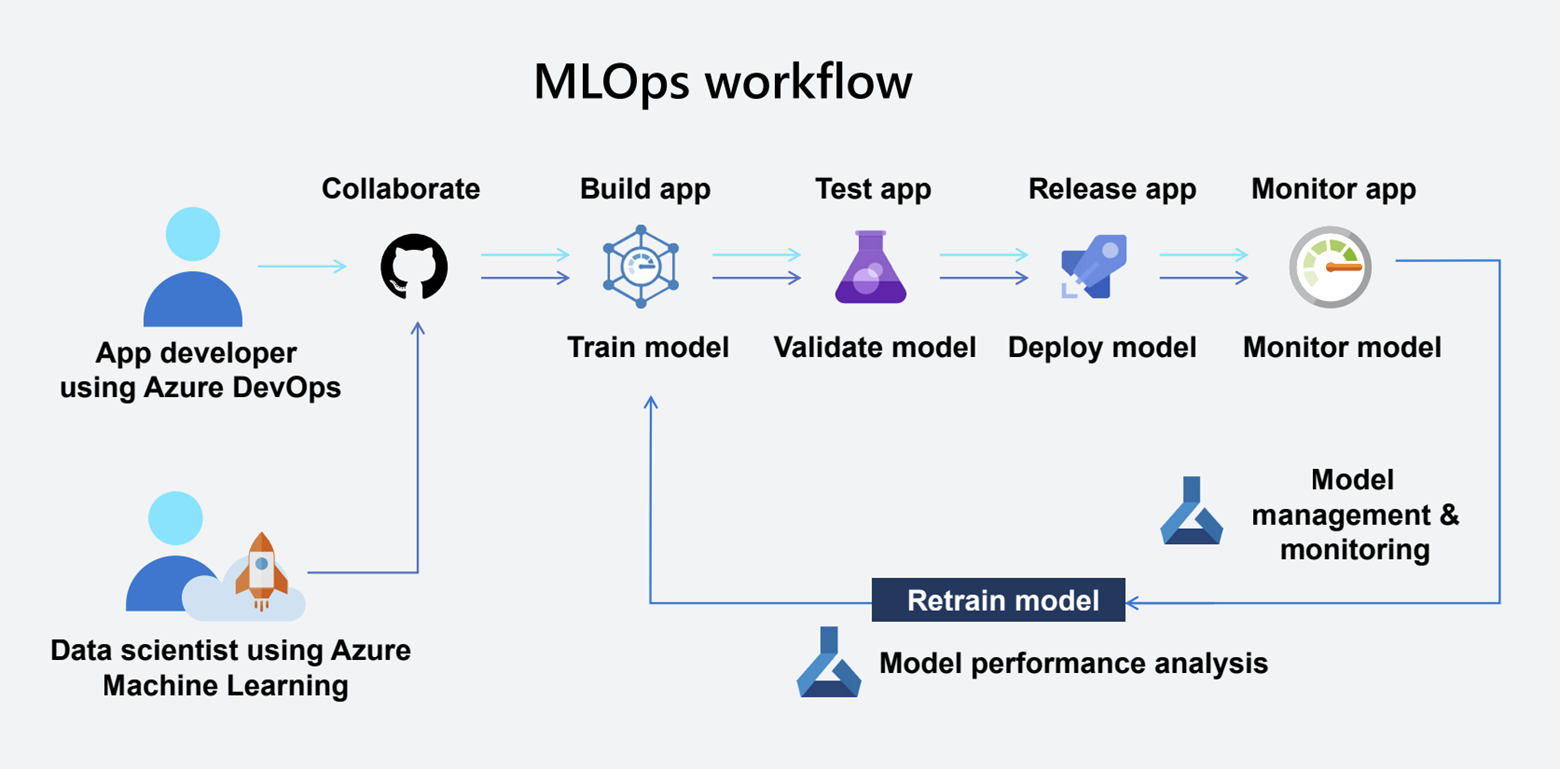 MLOps workflow
Collaborate
Build app
Test app
Release app
Monitor app
App developer
using Azure DevOps
Train model
Validate model
Deploy model
Monitor model
Model
management &
monitoring
Retrain model
Model performance analysis
Data scientist using Azure
Machine Learning